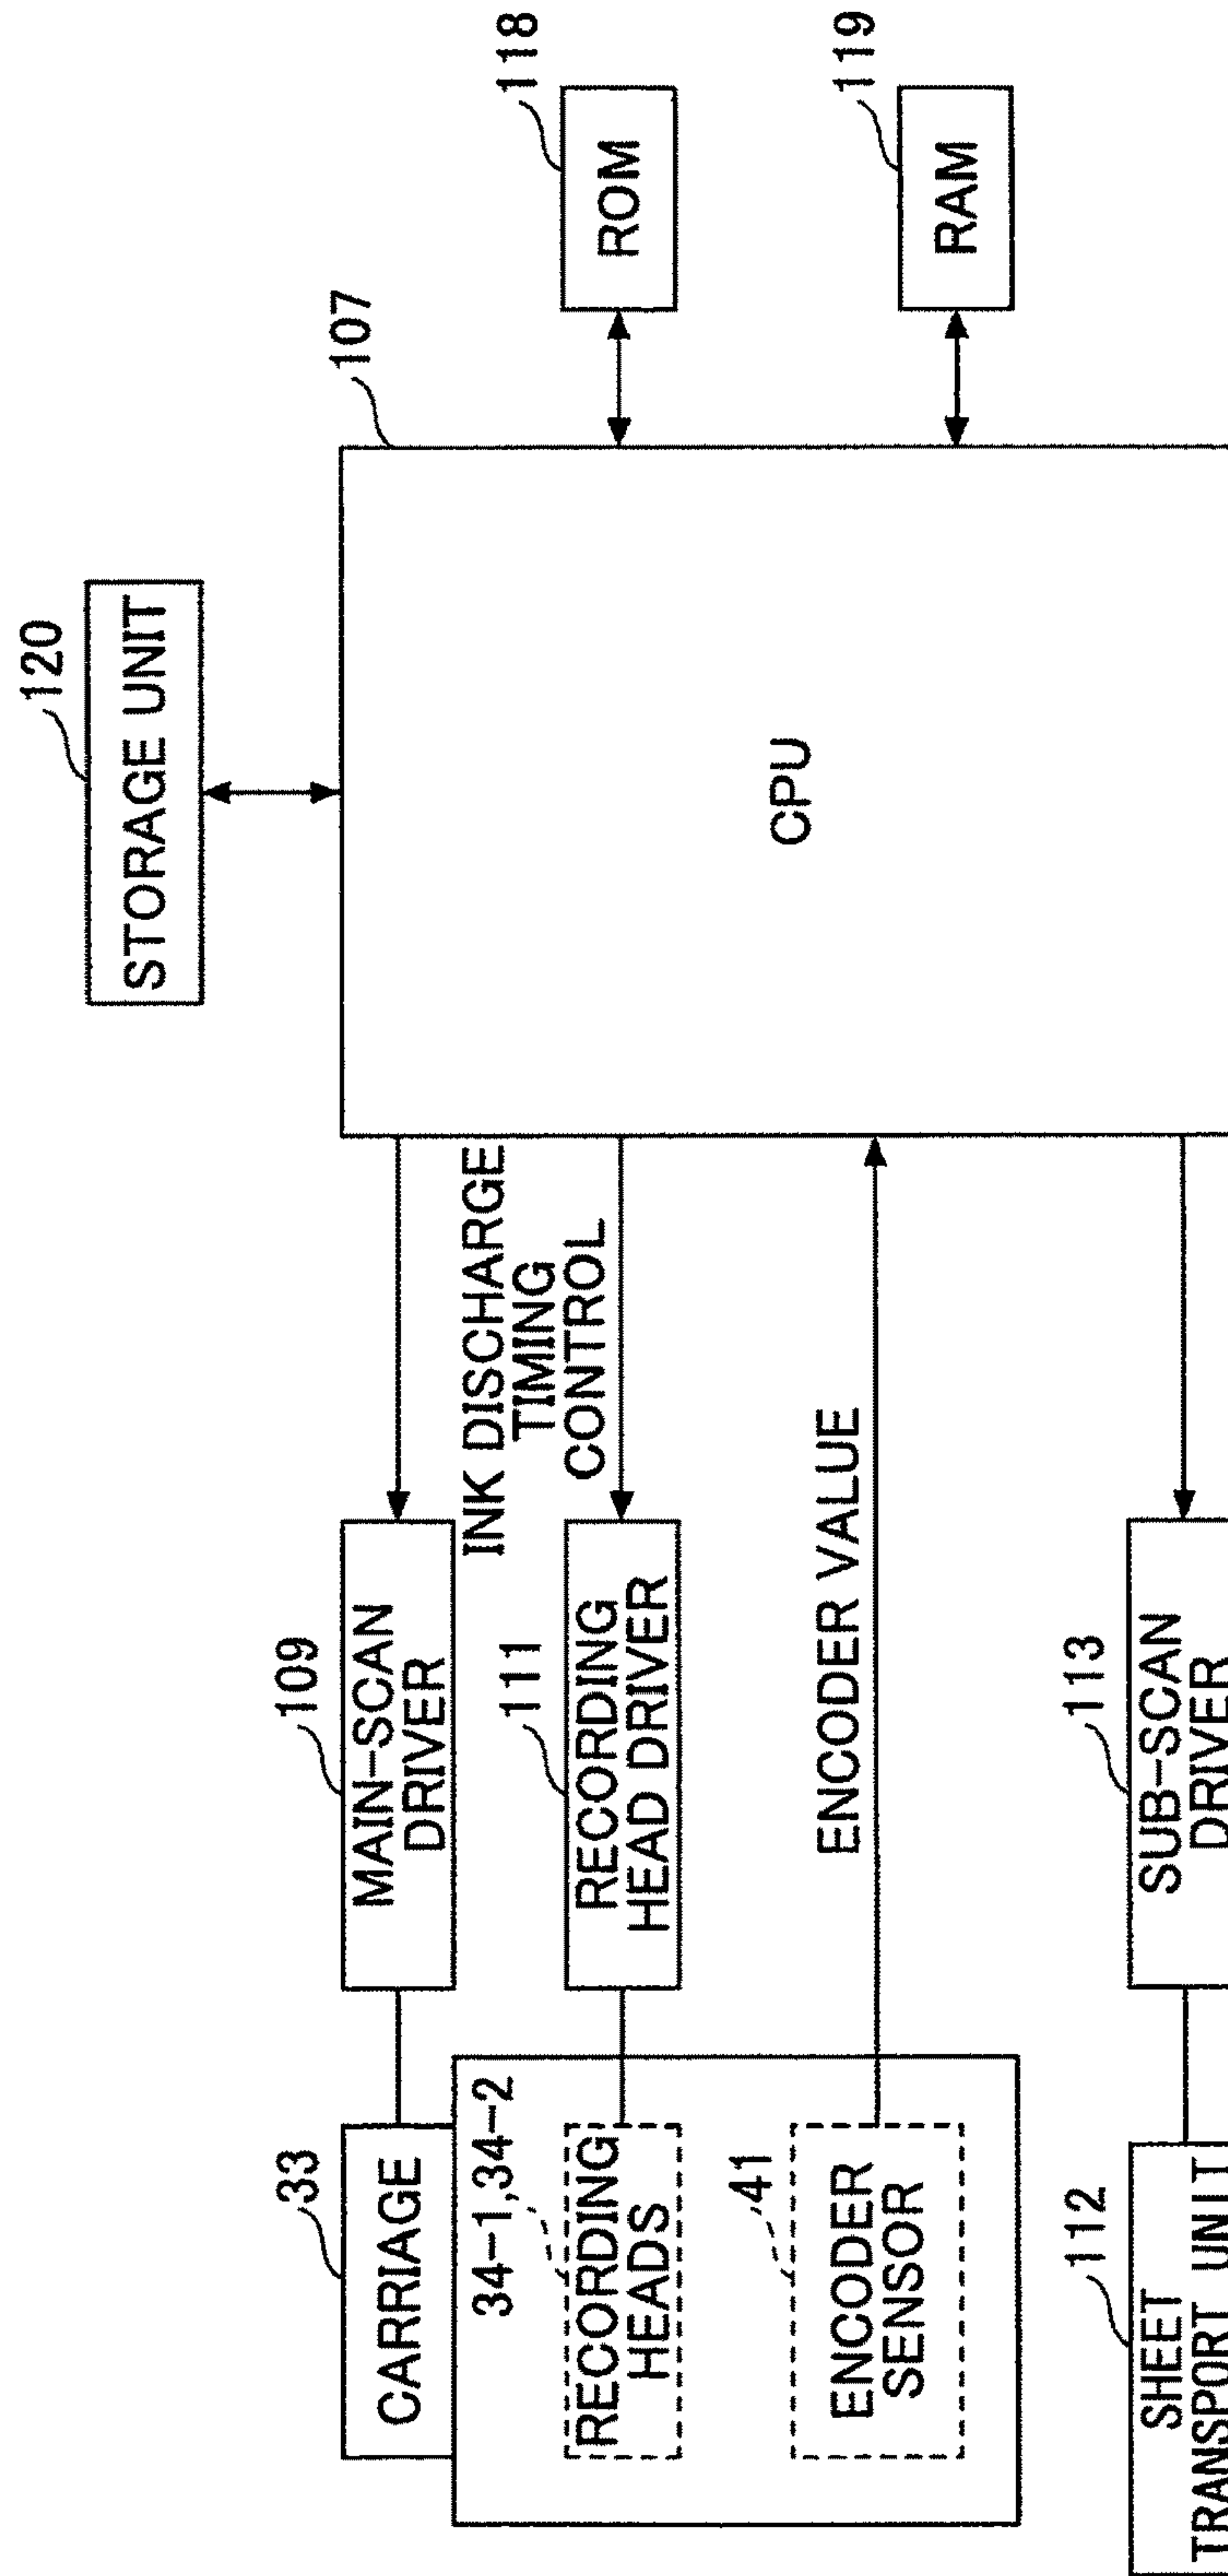 120
STORAGE UNIT
33
CARRIAGE
109
MAIN-SCAN
DRIVER
107
CPU
118
ROM
34-1,34-2
RECORDING
HEADS
111
RECORDING
HEAD DRIVER
INK DISCHARGE
TIMING
CONTROL
41
ENCODER
SENSOR
ENCODER VALUE
119
RAM
112
SHEET
TRANSPORT UNIT
113
SUB-SCAN
DRIVER